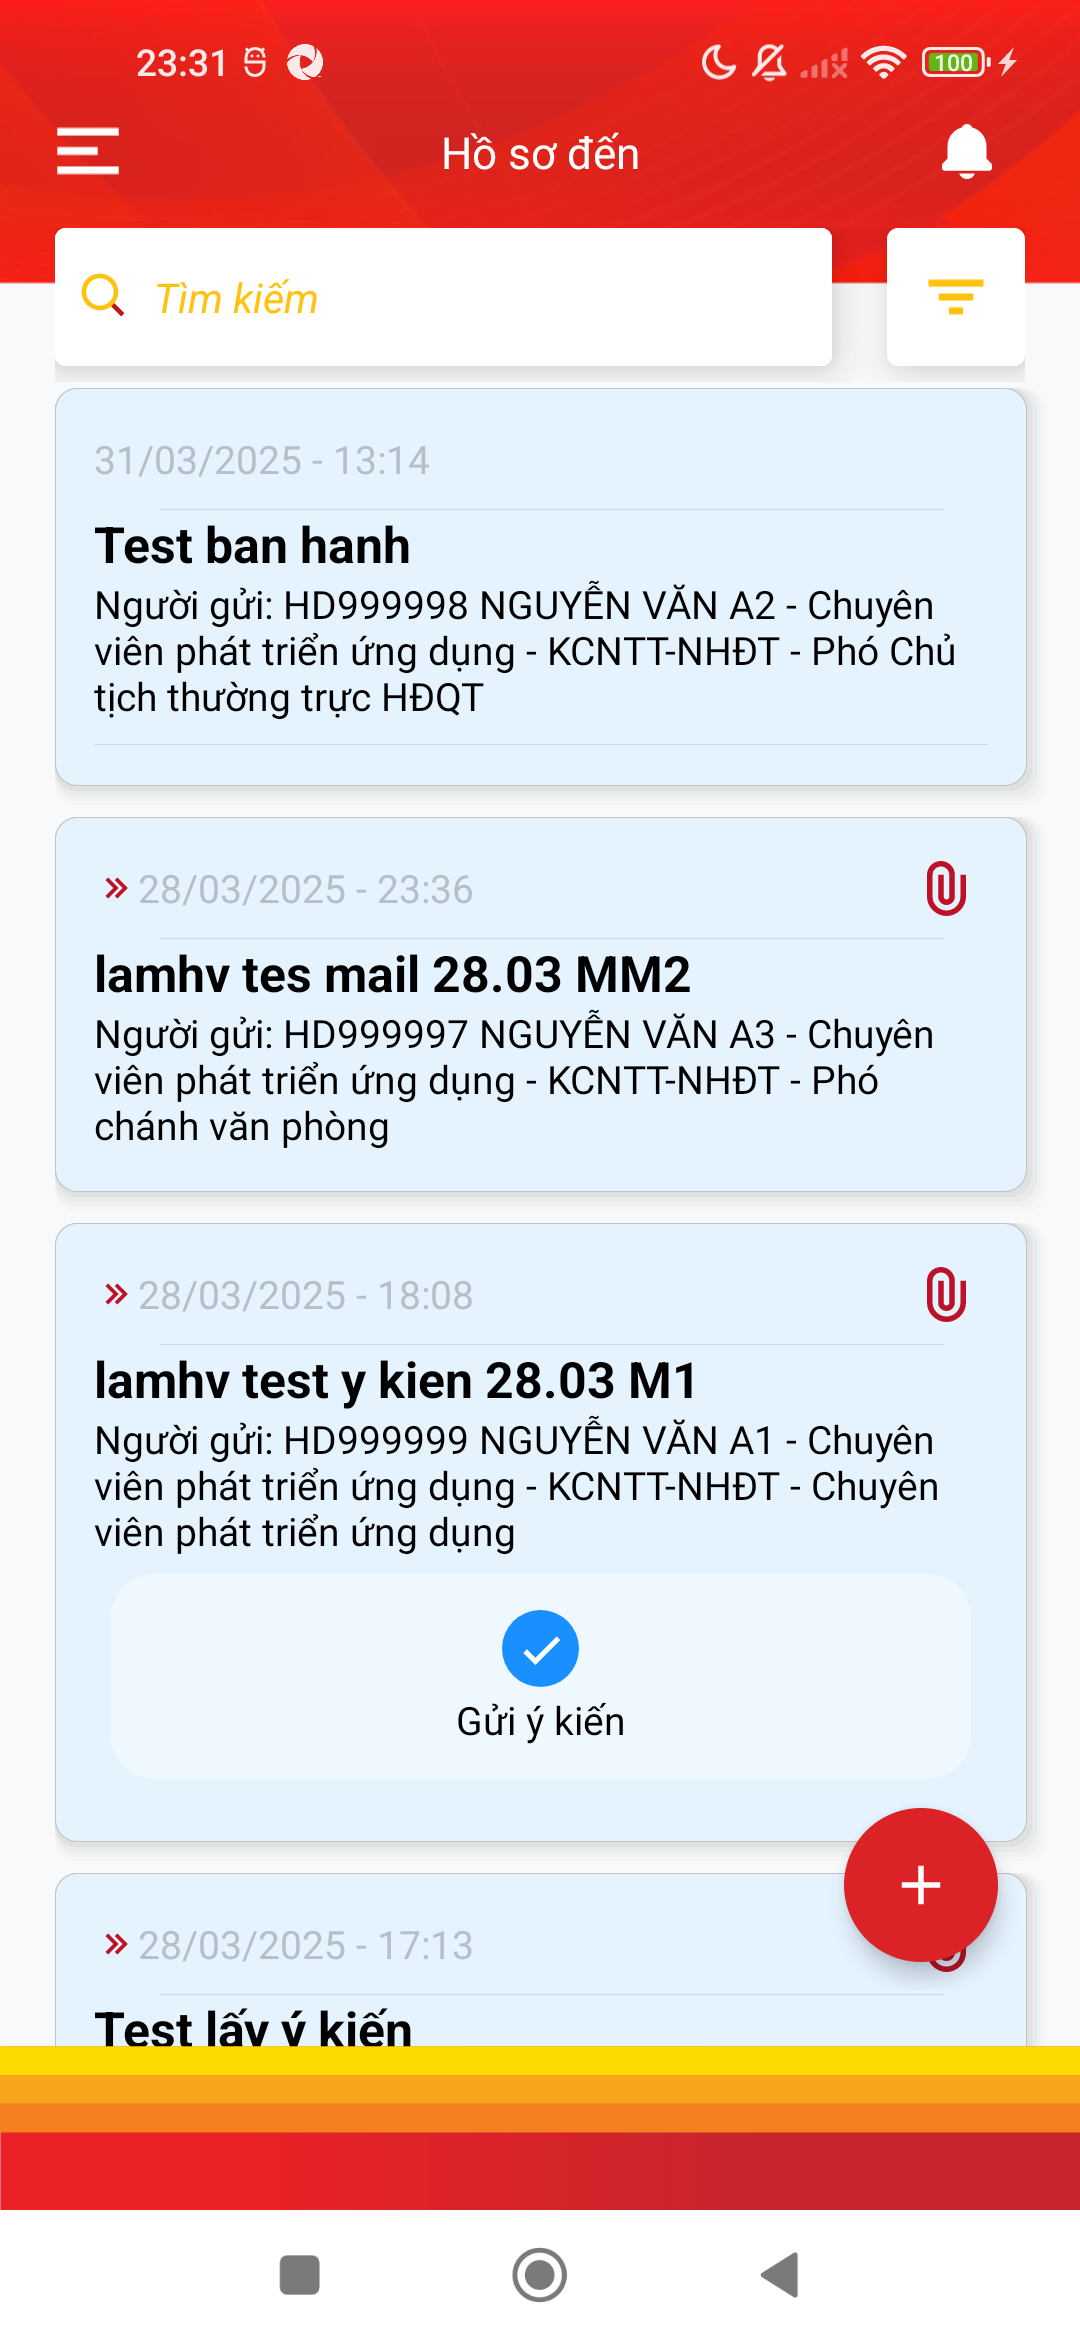 23:31
100
Hồ sơ đến
Tìm kiếm
31/03/2025 - 13:14
Test ban hanh
Người gửi: HD999998 NGUYỄN VĂN A2 - Chuyên
viên phát triển ứng dụng - KCNTT-NHĐT - Phó Chủ
tịch thường trực HĐQT
28/03/2025 - 23:36
lamhv tes mail 28.03 MM2
Người gửi: HD999997 NGUYỄN VĂN A3 - Chuyên
viên phát triển ứng dụng - KCNTT-NHĐT - Phó
chánh văn phòng
28/03/2025 - 18:08
lamhv test y kien 28.03 M1
Người gửi: HD999999 NGUYỄN VĂN A1 - Chuyên
viên phát triển ứng dụng - KCNTT-NHĐT - Chuyên
viên phát triển ứng dụng
Gửi ý kiến
28/03/2025 - 17:13
Test lấy ý kiến